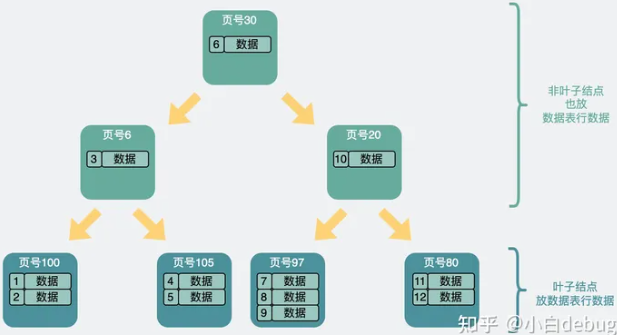 页号30
6 数据
非叶子结点
也放
数据表行数据
页号6
3 数据
页号20
10 数据
页号100
1 数据
2 数据
页号105
4 数据
5 数据
页号97
7 数据
8 数据
9 数据
页号80
11 数据
12 数据
叶子结点
放数据表行数据
知乎 @小白debug